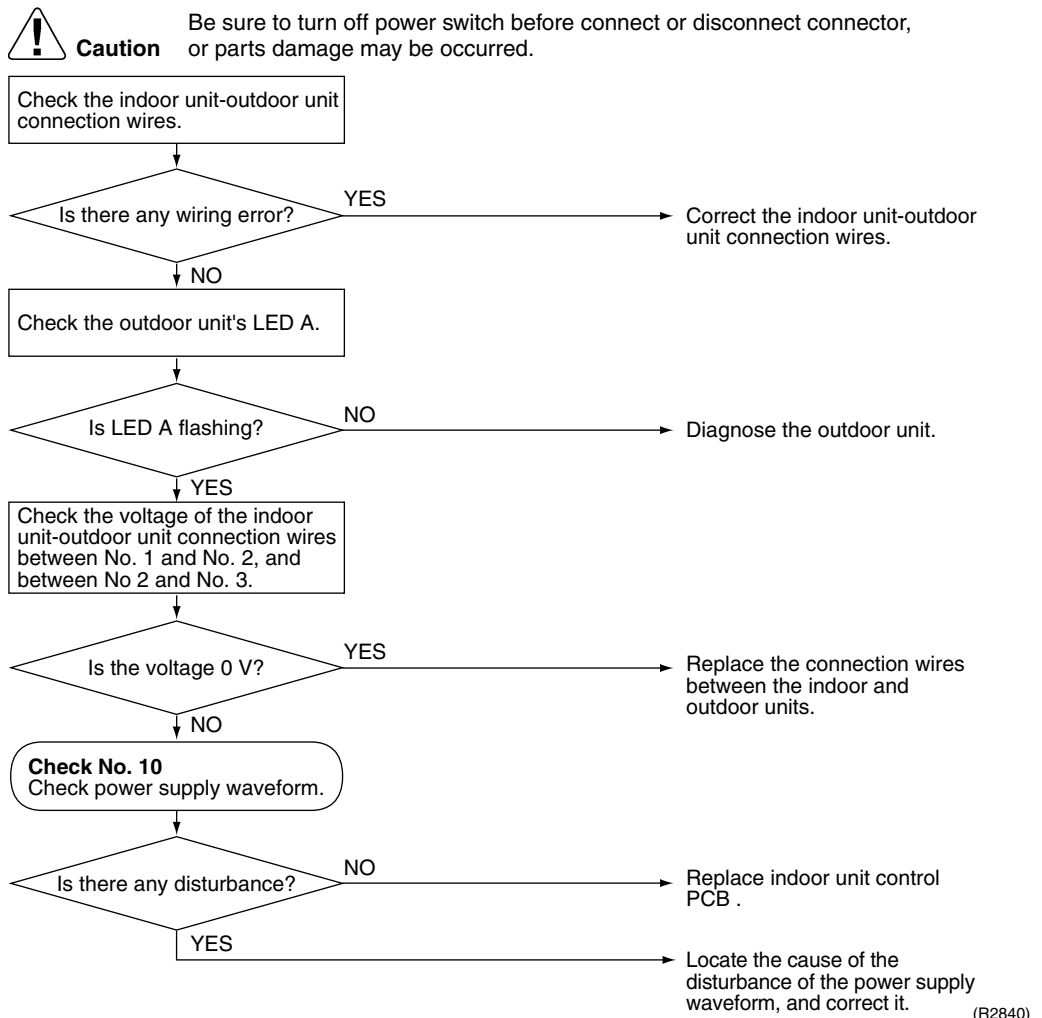 Be sure to turn off power switch before connect or disconnect connector,
Caution or parts damage may be occurred.
Check the indoor unit-outdoor unit
connection wires.
Is there any wiring error?
YES
Correct the indoor unit-outdoor
unit connection wires.
NO
Check the outdoor unit's LED A.
Is LED A flashing?
NO
Diagnose the outdoor unit.
YES
Check the voltage of the indoor
unit-outdoor unit connection wires
between No. 1 and No. 2, and
between No 2 and No. 3.
Is the voltage 0 V?
YES
Replace the connection wires
between the indoor and
outdoor units.
NO
Check No. 10
Check power supply waveform.
Is there any disturbance?
NO
Replace indoor unit control
PCB .
YES
Locate the cause of the
disturbance of the power supply
waveform, and correct it.
(R2840)